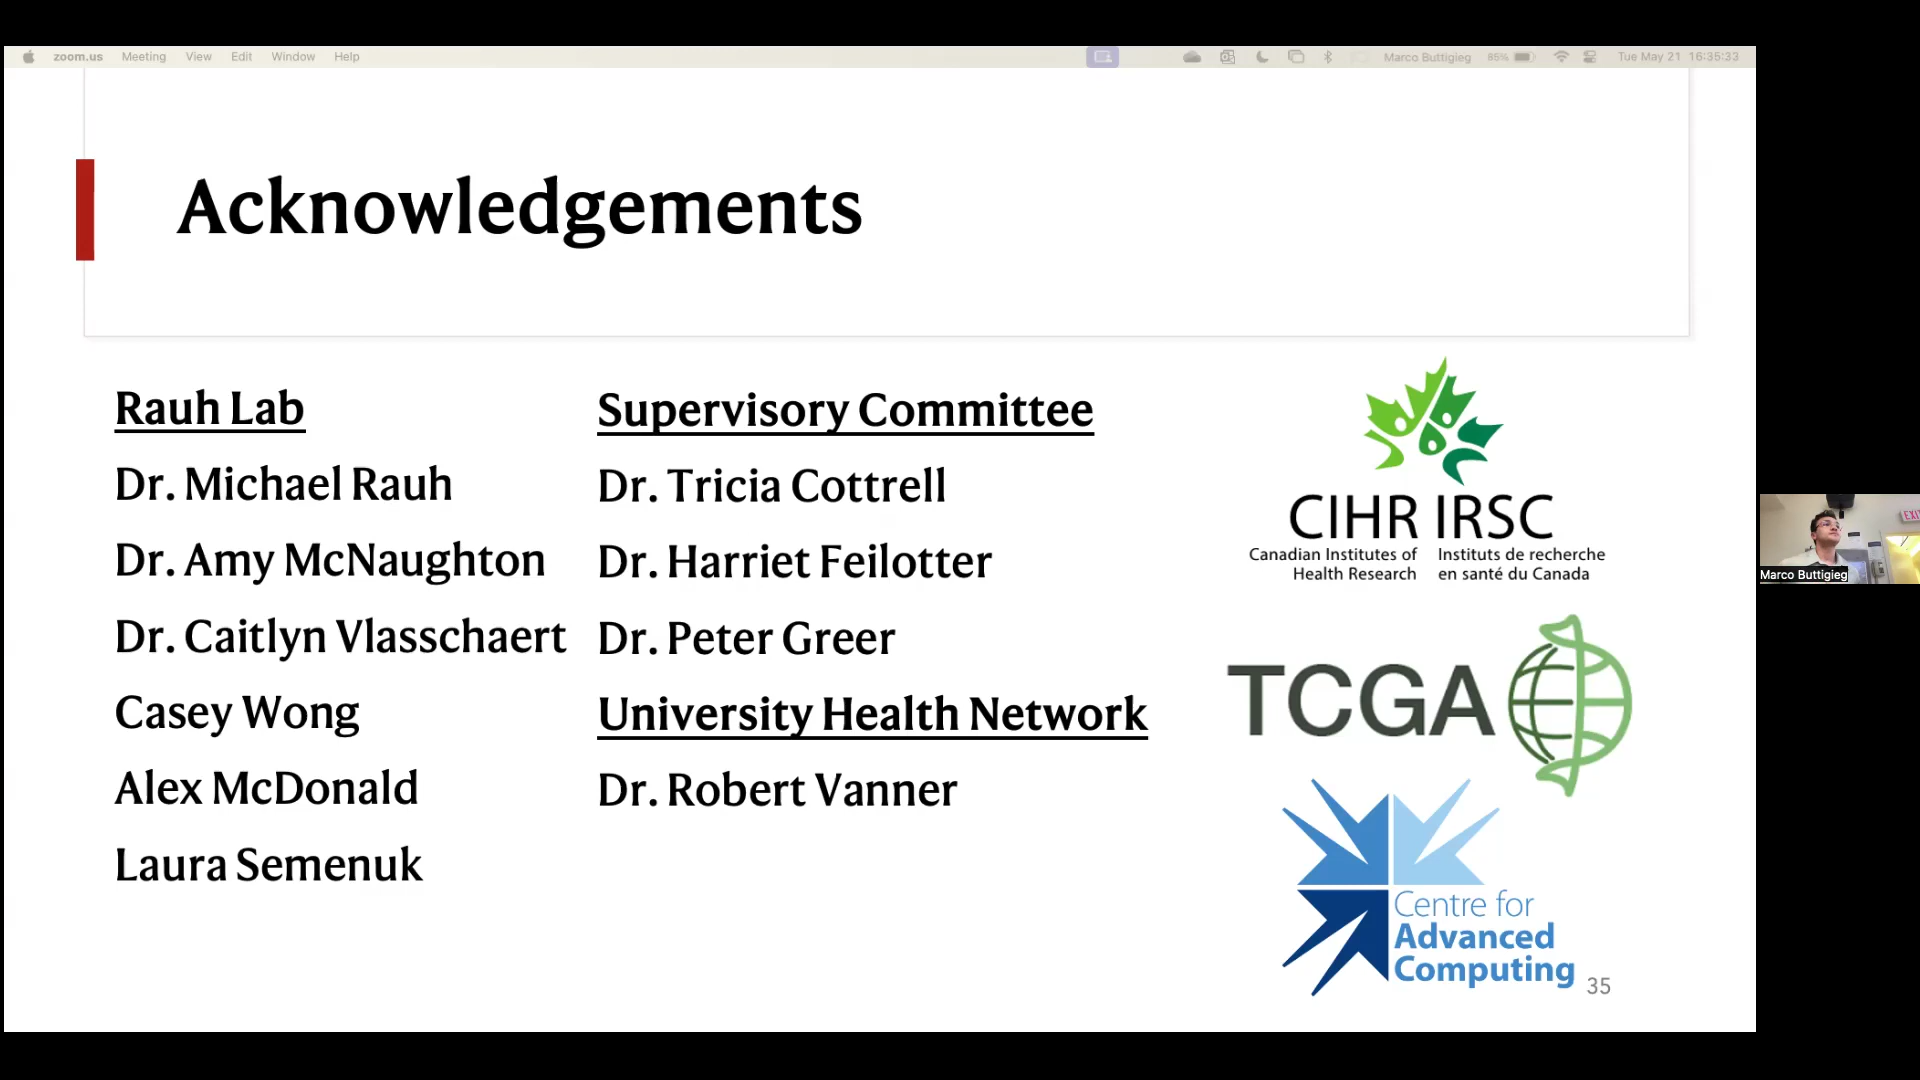 zoom.us Meeting View Edit Window Help Marco Buttigieg 85% Tue May 21 16:35:33
Acknowledgements
Rauh Lab
Dr. Michael Rauh
Dr. Amy McNaughton
Dr. Caitlyn Vlasschaert
Casey Wong
Alex McDonald
Laura Semenuk
Supervisory Committee
Dr. Tricia Cottrell
Dr. Harriet Feilotter
Dr. Peter Greer
University Health Network
Dr. Robert Vanner
CIHR IRSC
Canadian Institutes of
Health Research
Instituts de recherche
en santé du Canada
TCGA
Centre for
Advanced
Computing
35
EXI
Marco Buttigieg